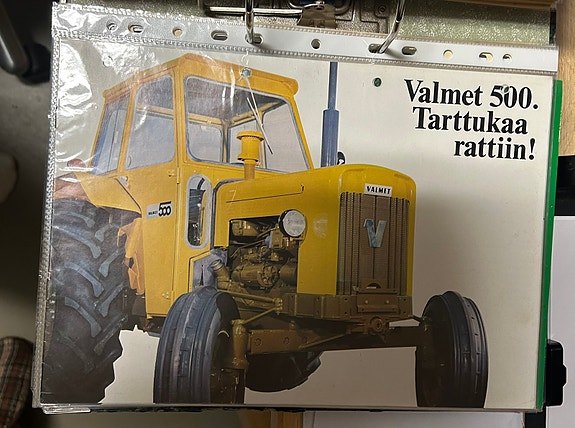 Valmet 500.
Tarttukaa
rattiin!
VALMET
V
500